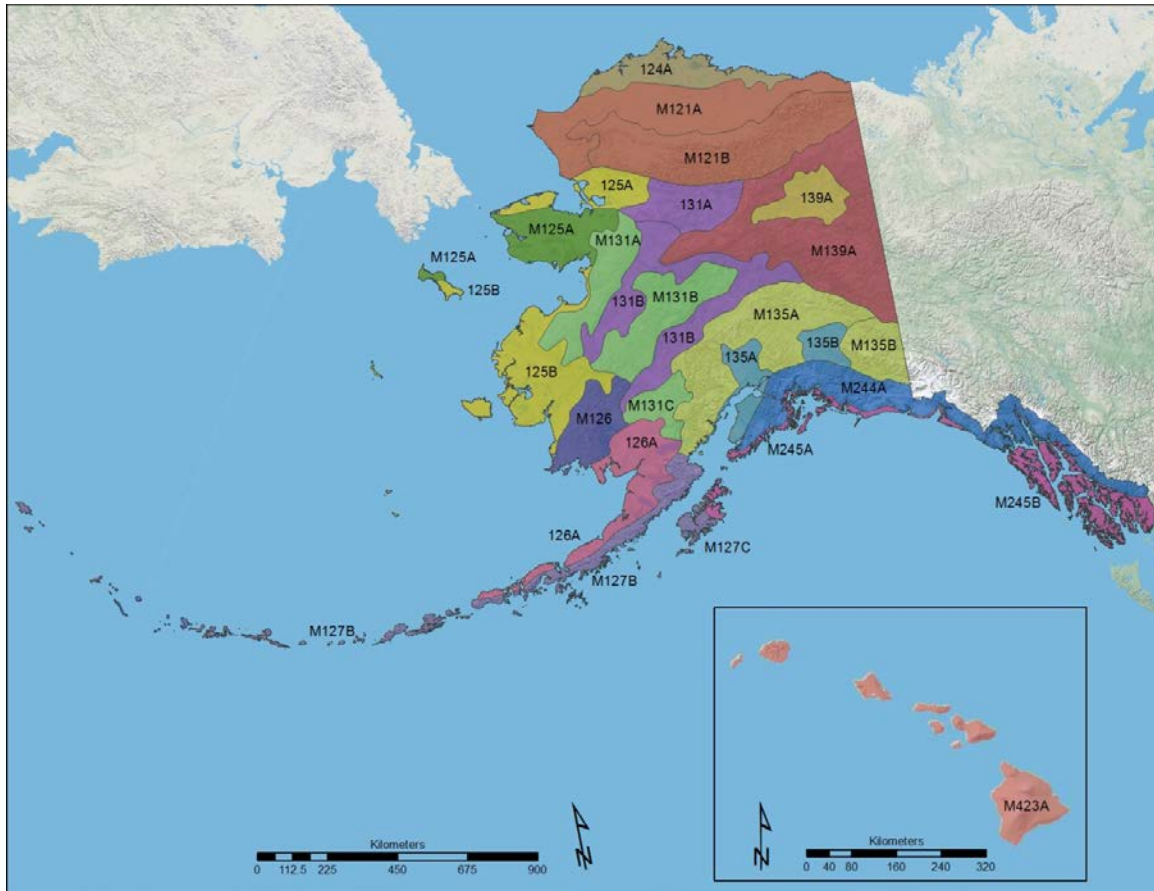 124A
M121A
M121B
125A
131A
139A
M125A
M131A
M139A
M125A
125B
131B
M131B
M135A
131B
135A
135B
M135B
125B
M244A
M126
M131C
126A
M245A
M245B
126A
M127C
M127B
M127B
M423A
Kilometers
0 112.5 225 450 675 900
N
Kilometers
0 40 80 160 240 320
N